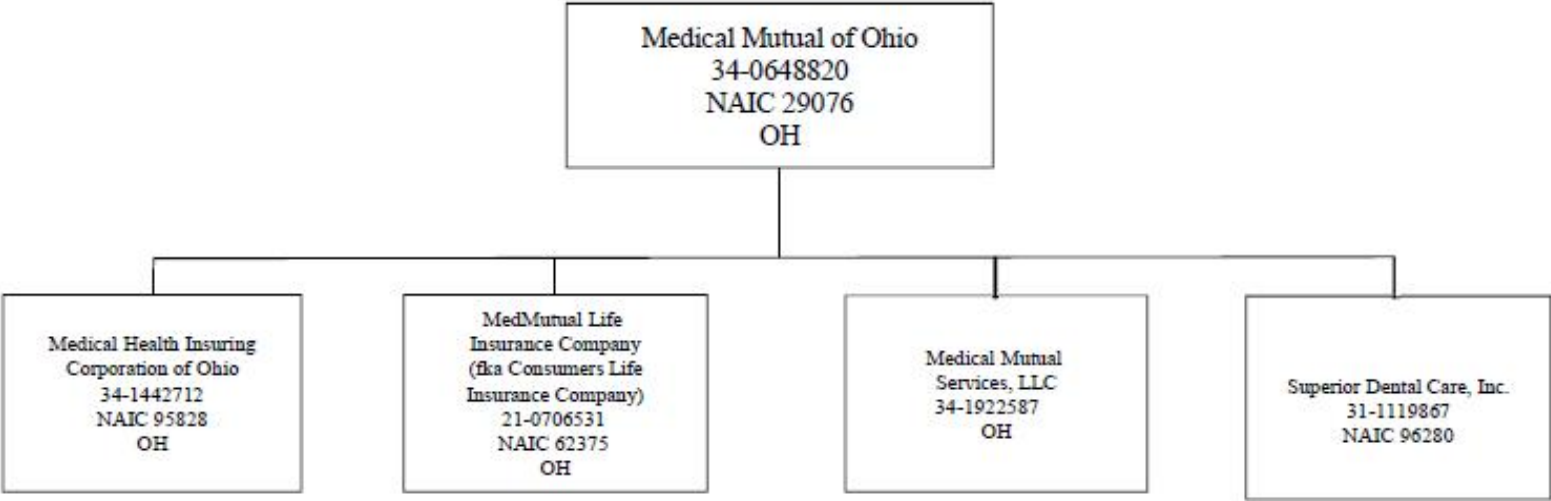 Medical Mutual of Ohio
34-0648820
NAIC 29076
OH
Medical Health Insuring
Corporation of Ohio
34-1442712
NAIC 95828
OH
MedMutual Life
Insurance Company
(fka Consumers Life
Insurance Company)
21-0706531
NAIC 62375
OH
Medical Mutual
Services, LLC
34-1922587
OH
Superior Dental Care, Inc.
31-1119867
NAIC 96280